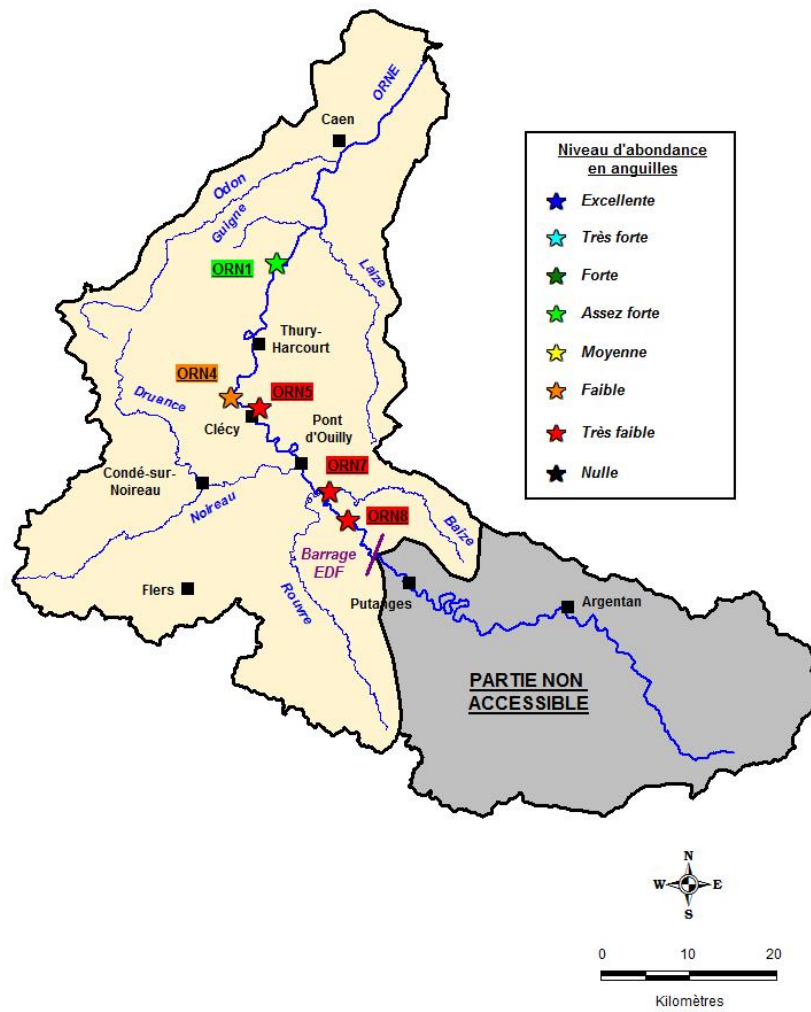 ORNE
Caen
Odon
Guigne
ORN1
Laize
Thury-
Harcourt
ORN4
ORN5
Druance
Clécy
Pont
d'Ouilly
Condé-sur-
Noireau
Noireau
ORN7
ORN8
Baize
Barrage
EDF
Flers
Rouvre
Putanges
Argentan
PARTIE NON
ACCESSIBLE
Niveau d'abondance
en anguilles
Excellente
Très forte
Forte
Assez forte
Moyenne
Faible
Très faible
Nulle
N
W
E
S
0 10 20
Kilomètres